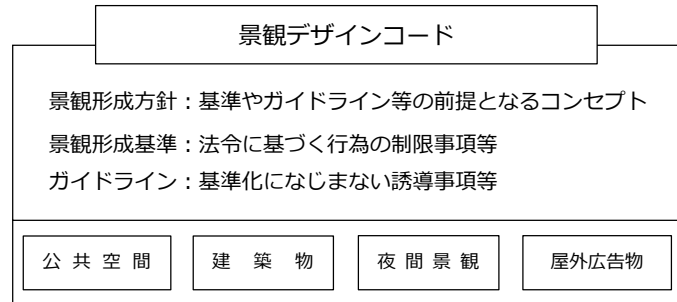 景観デザインコード
景観形成方針：基準やガイドライン等の前提となるコンセプト
景観形成基準：法令に基づく行為の制限事項等
ガイドライン：基準化になじまない誘導事項等
公共空間
建築物
夜間景観
屋外広告物